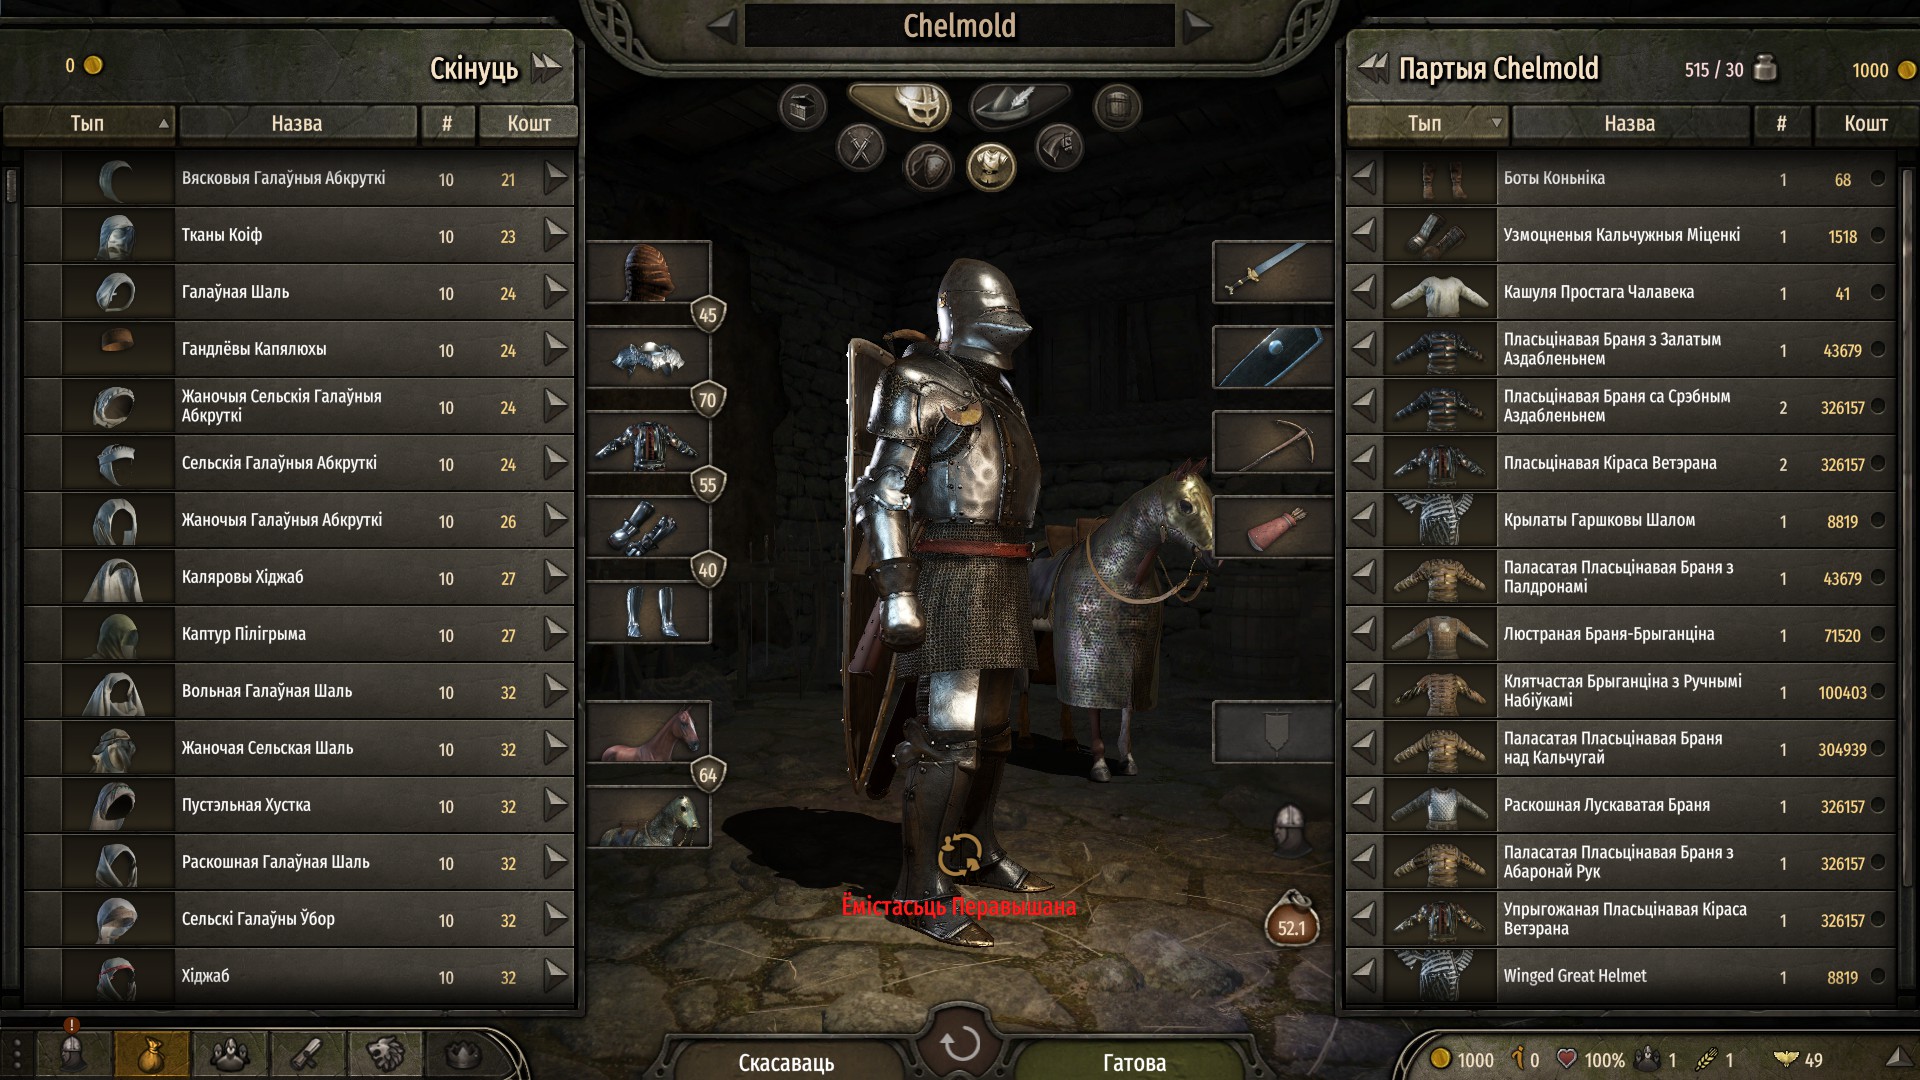 Chelmold
0
Скінуць
Тып
Назва
#
Кошт
Вясковыя Галаўныя Абкруткі 10 21
Тканы Коіф 10 23
Галаўная Шаль 10 24
Гандлёвы Капялюхы 10 24
Жаночыя Сельскія Галаўныя
Абкруткі 10 24
Сельскія Галаўныя Абкруткі 10 24
Жаночыя Галаўныя Абкруткі 10 26
Каляровы Хіджаб 10 27
Каптур Пілігрыма 10 27
Вольная Галаўная Шаль 10 32
Жаночая Сельская Шаль 10 32
Пустэльная Хустка 10 32
Раскошная Галаўная Шаль 10 32
Сельскі Галаўны Ўбор 10 32
Хіджаб 10 32
45
70
55
40
64
Ёмістасьць Перавышана
52.1
Партыя Chelmold
515 / 30
1000
Тып
Назва
#
Кошт
Боты Коньніка 1 68
Узмоцненыя Кальчужныя Міценкі 1 1518
Кашуля Простага Чалавека 1 41
Пласьцінавая Браня з Залатым
Аздабленьнем 1 43679
Пласьцінавая Браня са Срэбным
Аздабленьнем 2 326157
Пласьцінавая Кіраса Ветэрана 2 326157
Крылаты Гаршковы Шалом 1 8819
Паласатая Пласьцінавая Браня з
Палдронамі 1 43679
Люстраная Браня-Брыганціна 1 71520
Клятчастая Брыганціна з Ручнымі
Набіўкамі 1 100403
Паласатая Пласьцінавая Браня
над Кальчугай 1 304939
Раскошная Лускаватая Браня 1 326157
Паласатая Пласьцінавая Браня з
Абаронай Рук 1 326157
Упрыгожаная Пласьцінавая Кіраса
Ветэрана 1 326157
Winged Great Helmet 1 8819
!
Скасаваць
Гатова
1000 0 100% 1 1 49